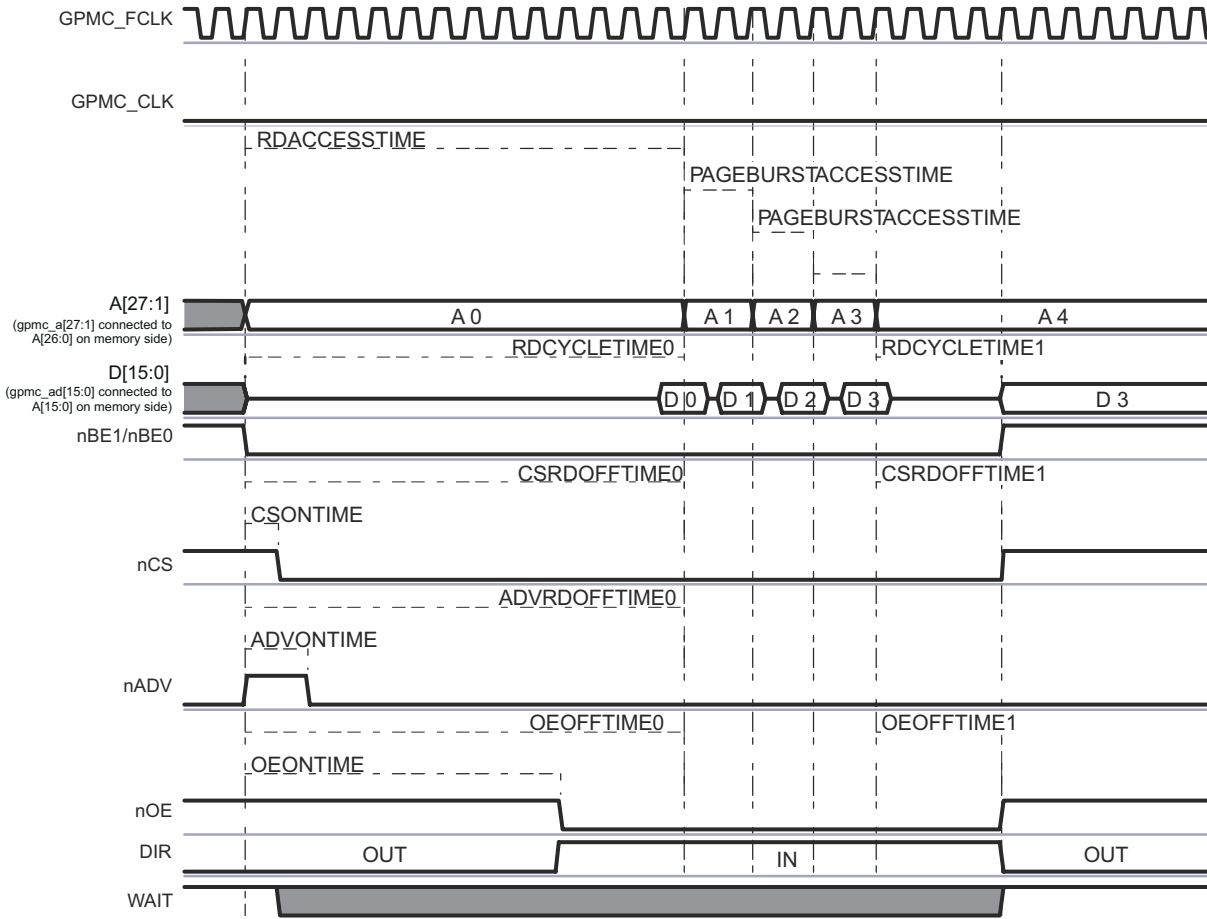 GPMC_FCLK
GPMC_CLK
RDACCESSTIME
PAGEBURSTACCESSTIME
PAGEBURSTACCESSTIME
A[27:1]
(gpmc_a[27:1] connected to
A[26:0] on memory side)
A 0 A 1 A 2 A 3 A 4
RDCYCLETIME0 RDCYCLETIME1
D[15:0]
(gpmc_ad[15:0] connected to
A[15:0] on memory side)
D 0 D 1 D 2 D 3 D 3
nBE1/nBE0
CSRDOFFTIME0 CSRDOFFTIME1
CSONTIME
nCS
ADVRDOFFTIME0
ADVONTIME
nADV
OEOFFTIME0 OEOFFTIME1
OEONTIME
nOE
DIR OUT IN OUT
WAIT